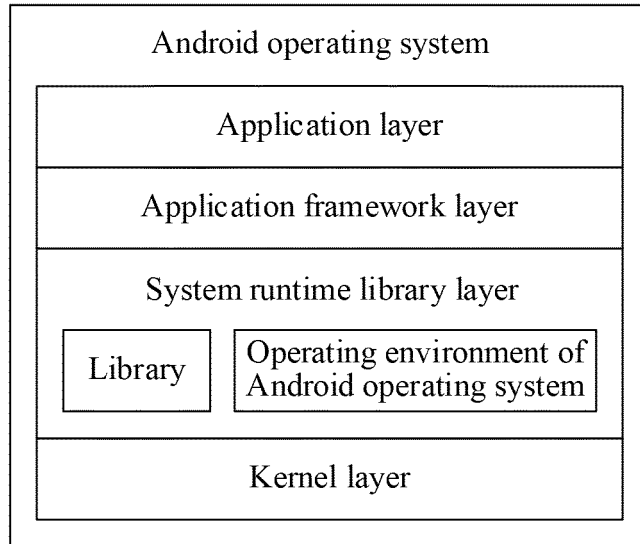 Android operating system
Application layer
Application framework layer
System runtime library layer
Library
Operating environment of
Android operating system
Kernel layer